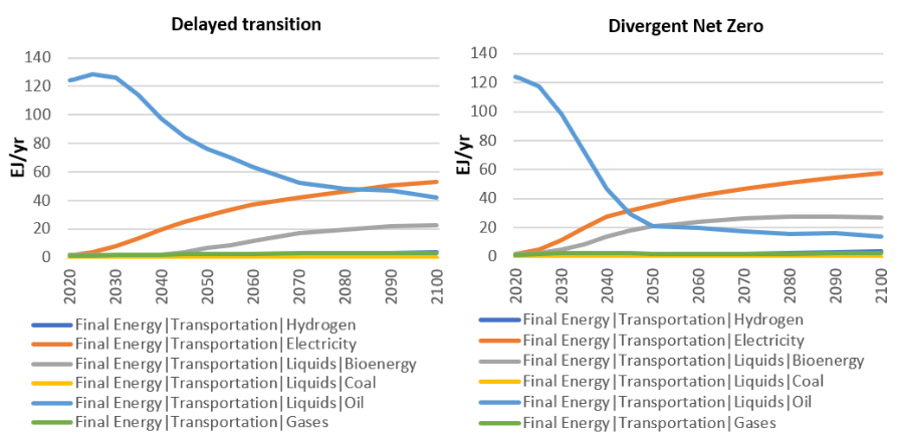 Delayed transition
140
120
100
80
60
40
20
0
EJ/yr
2020
2030
2040
2050
2060
2070
2080
2090
2100
Final Energy|Transportation|Hydrogen
Final Energy|Transportation|Electricity
Final Energy|Transportation|Liquids|Bioenergy
Final Energy|Transportation|Liquids|Coal
Final Energy|Transportation|Liquids|Oil
Final Energy|Transportation|Gases
Divergent Net Zero
140
120
100
80
60
40
20
0
EJ/yr
2020
2030
2040
2050
2060
2070
2080
2090
2100
Final Energy|Transportation|Hydrogen
Final Energy|Transportation|Electricity
Final Energy|Transportation|Liquids|Bioenergy
Final Energy|Transportation|Liquids|Coal
Final Energy|Transportation|Liquids|Oil
Final Energy|Transportation|Gases